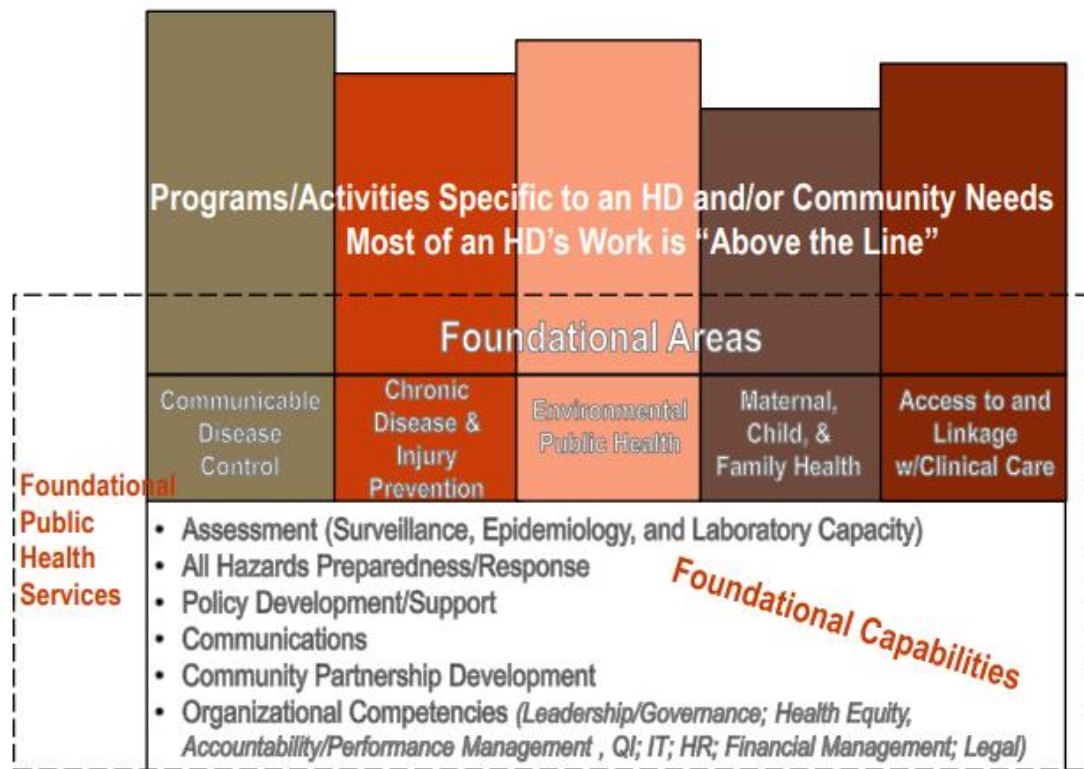 Programs/Activities Specific to an HD and/or Community Needs
Most of an HD's Work is “Above the Line”
Foundational Areas
Communicable
Disease
Control
Chronic
Disease &
Injury
Prevention
Environmental
Public Health
Maternal,
Child, &
Family Health
Access to and
Linkage
w/Clinical Care
Foundational
Public
Health
Services
• Assessment (Surveillance, Epidemiology, and Laboratory Capacity)
• All Hazards Preparedness/Response
• Policy Development/Support
• Communications
• Community Partnership Development
• Organizational Competencies (Leadership/Governance; Health Equity,
Accountability/Performance Management , QI; IT; HR; Financial Management; Legal)
Foundational Capabilities